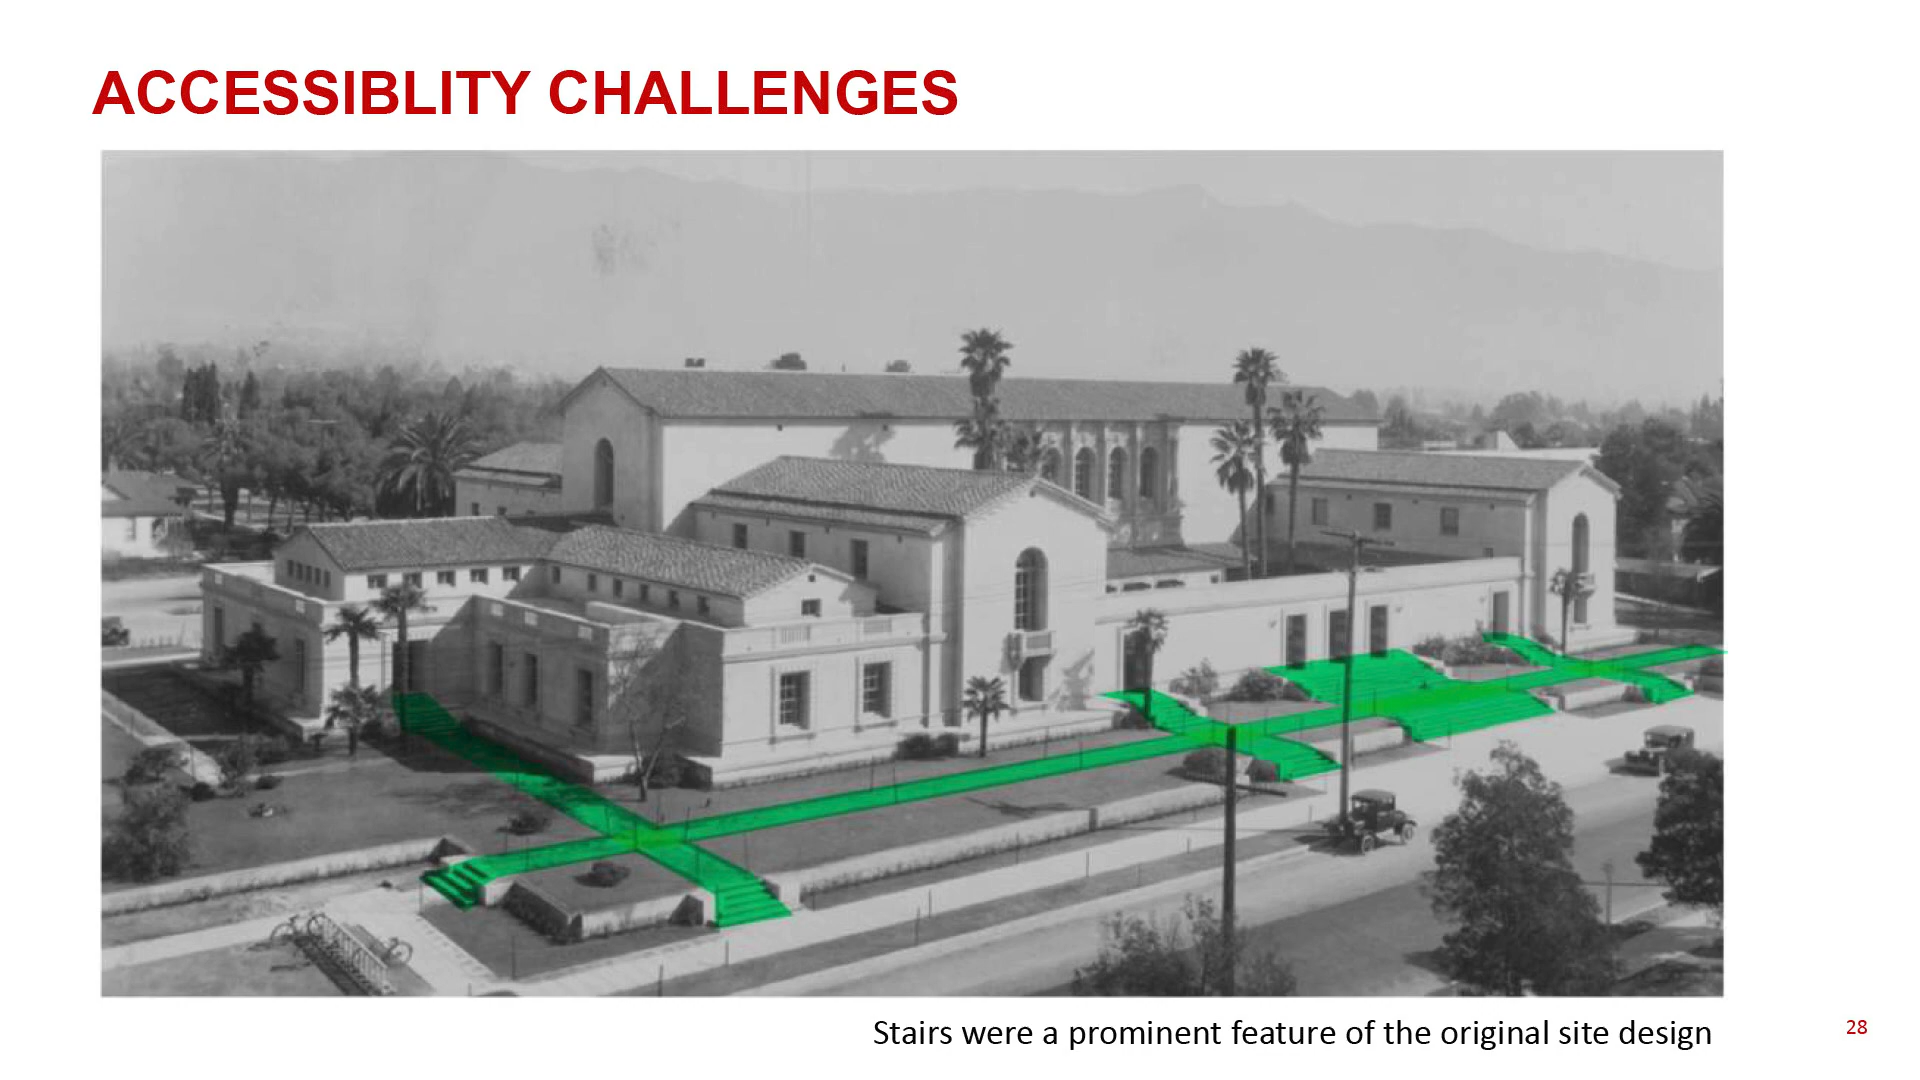 ACCESSIBLITY CHALLENGES
Stairs were a prominent feature of the original site design
28